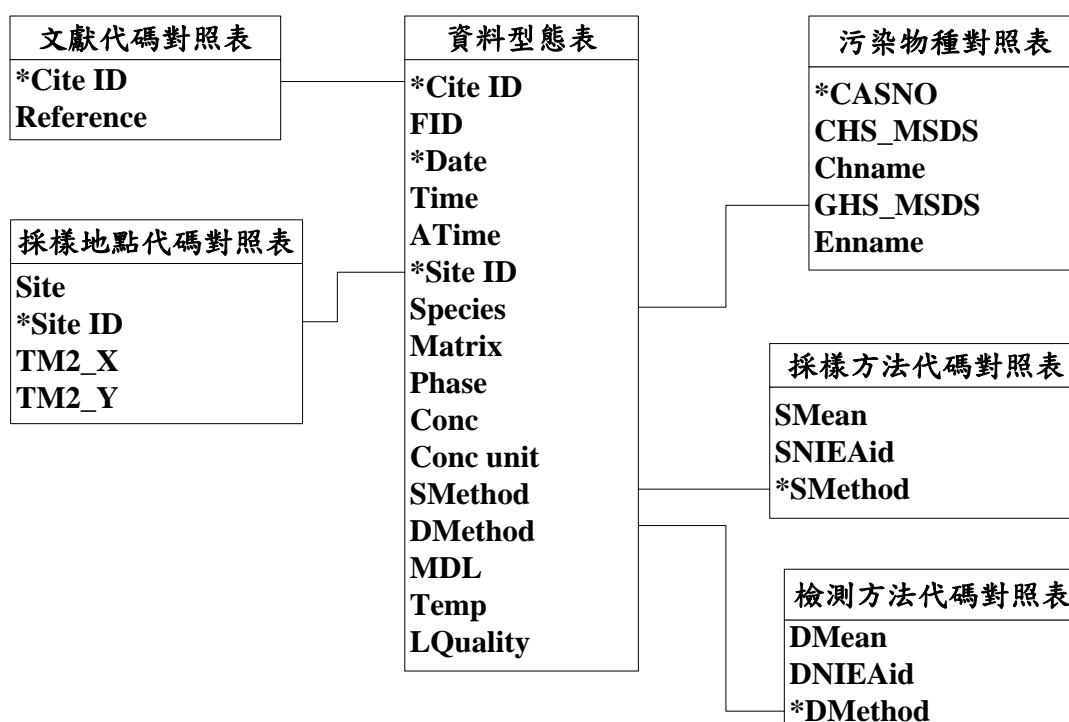 文獻代碼對照表
*Cite ID
Reference
採樣地點代碼對照表
Site
*Site ID
TM2_X
TM2_Y
資料型態表
*Cite ID
FID
*Date
Time
ATime
*Site ID
Species
Matrix
Phase
Conc
Conc unit
SMethod
DMethod
MDL
Temp
LQuality
污染物種對照表
*CASNO
CHS_MSDS
Chname
GHS_MSDS
Enname
採樣方法代碼對照表
SMean
SNIEAid
*SMethod
檢測方法代碼對照表
DMean
DNIEAid
*DMethod